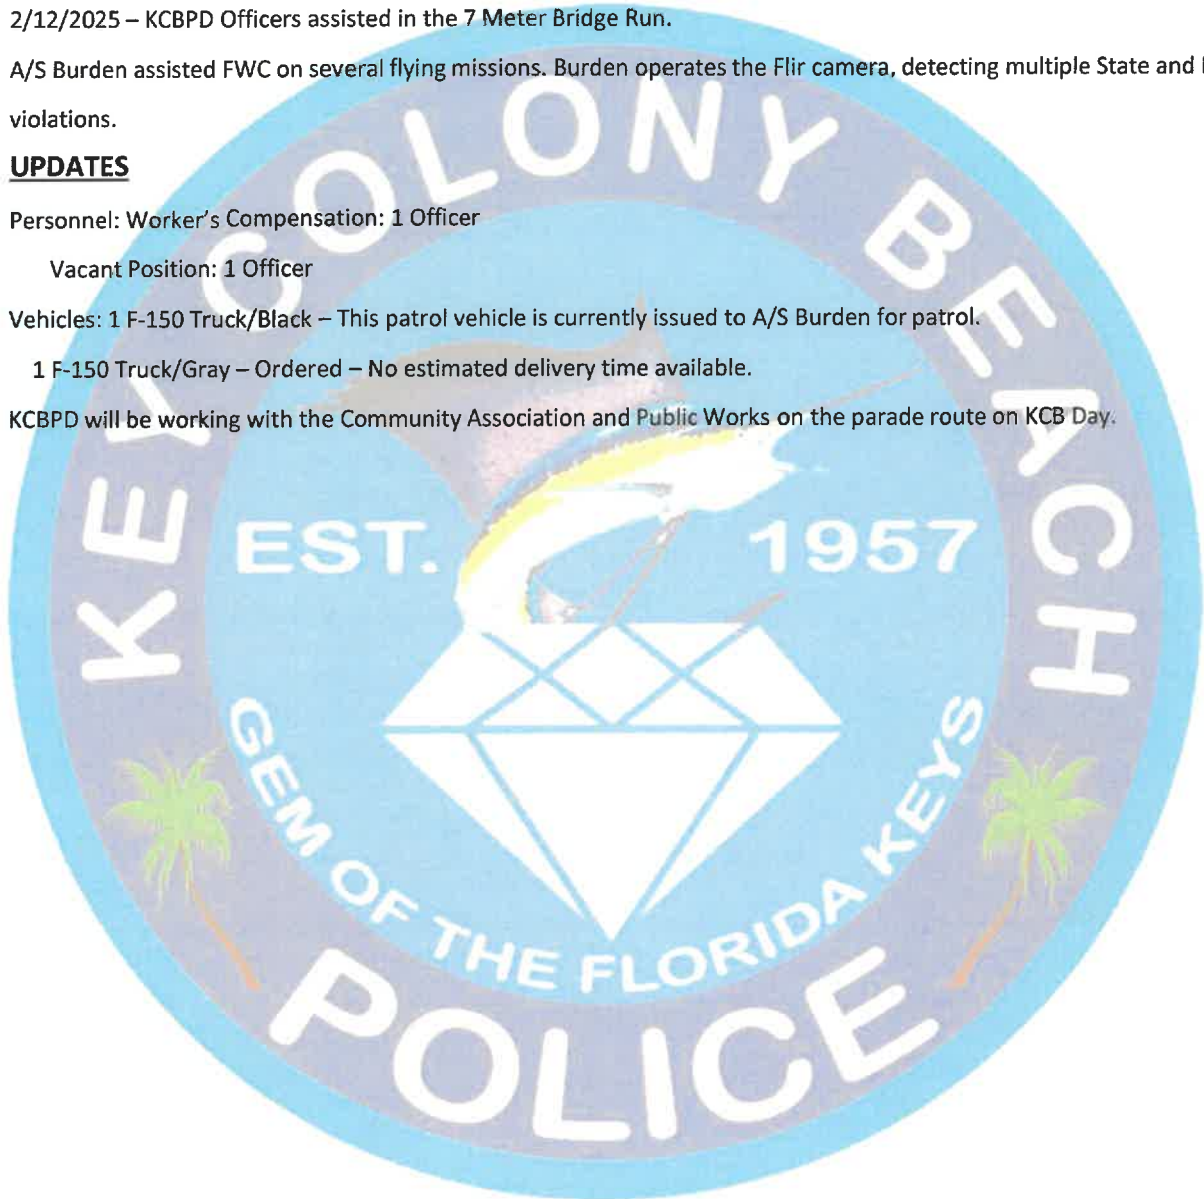 2/12/2025 – KCBPD Officers assisted in the 7 Meter Bridge Run.
A/S Burden assisted FWC on several flying missions. Burden operates the Flir camera, detecting multiple State and
violations.
UPDATES
Personnel: Worker's Compensation: 1 Officer
Vacant Position: 1 Officer
Vehicles: 1 F-150 Truck/Black – This patrol vehicle is currently issued to A/S Burden for patrol.
1 F-150 Truck/Gray – Ordered – No estimated delivery time available.
KCBPD will be working with the Community Association and Public Works on the parade route on KCB Day.
KEY COLONY BEACH
EST. 1957
GEM OF THE FLORIDA KEYS
POLICE